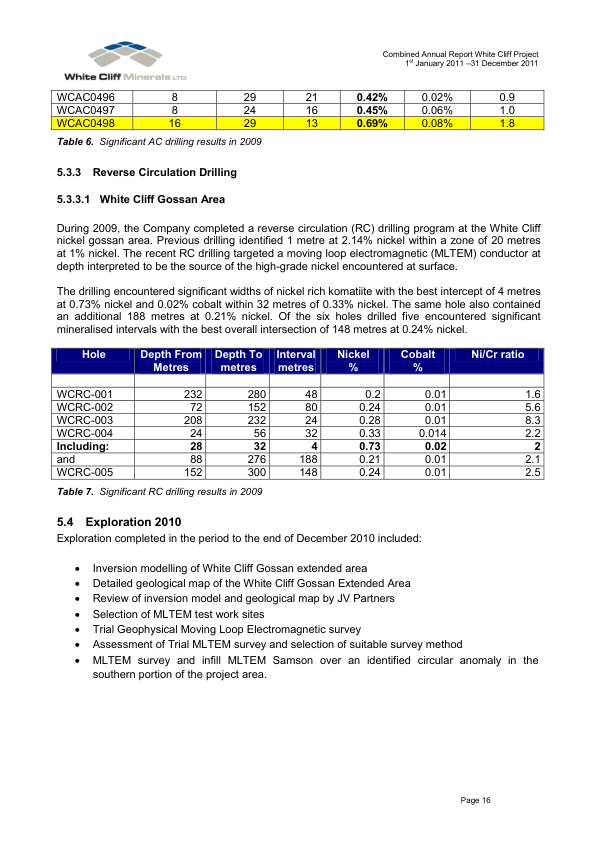 White Cliff Minerals LTD
Combined Annual Report White Cliff Project
1st January 2011 –31 December 2011
WCAC0496 8 29 21 0.42% 0.02% 0.9
WCAC0497 8 24 16 0.45% 0.06% 1.0
WCAC0498 16 29 13 0.69% 0.08% 1.8
Table 6. Significant AC drilling results in 2009
5.3.3 Reverse Circulation Drilling
5.3.3.1 White Cliff Gossan Area
During 2009, the Company completed a reverse circulation (RC) drilling program at the White Cliff
nickel gossan area. Previous drilling identified 1 metre at 2.14% nickel within a zone of 20 metres
at 1% nickel. The recent RC drilling targeted a moving loop electromagnetic (MLTEM) conductor at
depth interpreted to be the source of the high-grade nickel encountered at surface.
The drilling encountered significant widths of nickel rich komatiite with the best intercept of 4 metres
at 0.73% nickel and 0.02% cobalt within 32 metres of 0.33% nickel. The same hole also contained
an additional 188 metres at 0.21% nickel. Of the six holes drilled five encountered significant
mineralised intervals with the best overall intersection of 148 metres at 0.24% nickel.
Hole Depth From Depth To Interval Nickel Cobalt Ni/Cr ratio
Metres metres metres % %
WCRC-001 232 280 48 0.2 0.01 1.6
WCRC-002 72 152 80 0.24 0.01 5.6
WCRC-003 208 232 24 0.28 0.01 8.3
WCRC-004 24 56 32 0.33 0.014 2.2
Including: 28 32 4 0.73 0.02 2
and 88 276 188 0.21 0.01 2.1
WCRC-005 152 300 148 0.24 0.01 2.5
Table 7. Significant RC drilling results in 2009
5.4 Exploration 2010
Exploration completed in the period to the end of December 2010 included:
• Inversion modelling of White Cliff Gossan extended area
• Detailed geological map of the White Cliff Gossan Extended Area
• Review of inversion model and geological map by JV Partners
• Selection of MLTEM test work sites
• Trial Geophysical Moving Loop Electromagnetic survey
• Assessment of Trial MLTEM survey and selection of suitable survey method
• MLTEM survey and infill MLTEM Samson over an identified circular anomaly in the
southern portion of the project area.
Page 16